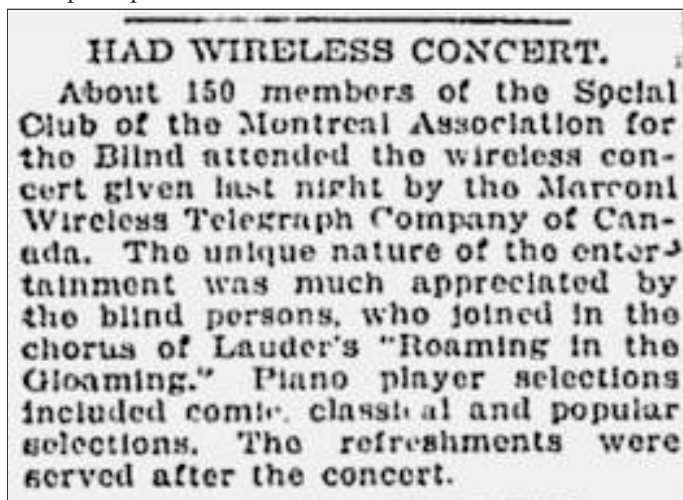 HAD WIRELESS CONCERT.
About 150 members of the Social
Club of the Montreal Association for
the Blind attended the wireless con-
cert given last night by the Marconi
Wireless Telegraph Company of Can-
ada. The unique nature of the enter-
tainment was much appreciated by
the blind persons, who joined in the
chorus of Lauder's "Roaming in the
Gloaming." Piano player selections
included comic, classical and popular
selections. The refreshments were
served after the concert.